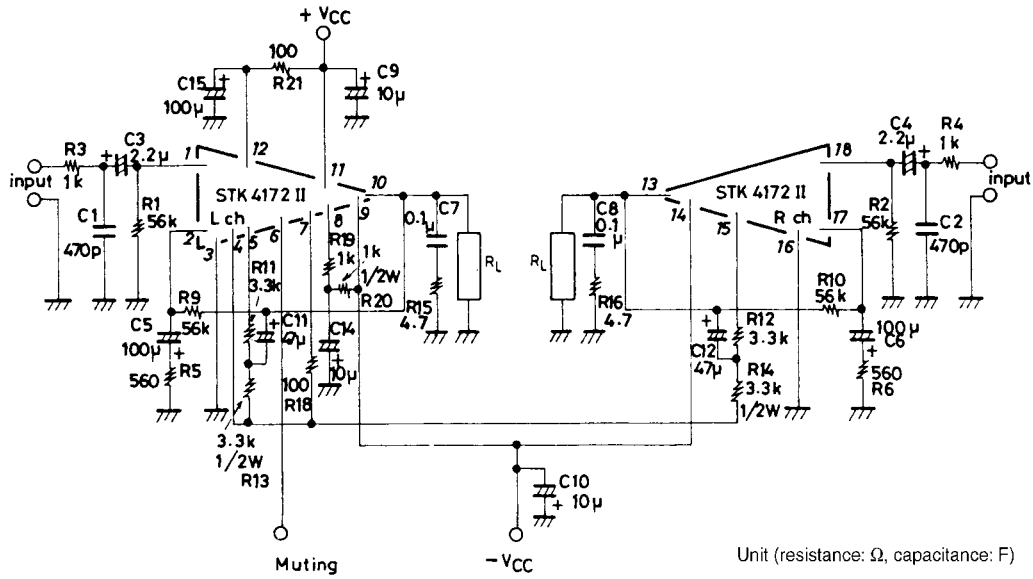 + VCC
100
R21
C15 +
100μ
+ C9
10μ
R3
1k
input
C3
+
2.2μ
C1
470p
R1
56k
1
12
11
10
STK 4172 II
L ch
2
3
4
5
6
7
8
9
0.1μ
C7
RL
R19
1k
1k
1/2W
R20
R11
3.3k
R9
56k
C5
100μ
+
R5
560
+
C11
47μ
C14
+
10μ
100
R18
R15
4.7
3.3k
1/2W
R13
Muting
13
14
15
16
17
18
STK 4172 II
R ch
RL
C8
0.1μ
R16
4.7
C4
2.2μ
+
R4
1k
input
R2
56k
C2
470p
R10
56k
100μ
C6
+
560
R6
+
C12
47μ
R12
3.3k
R14
3.3k
1/2W
C10
+ 10μ
-VCC
Unit (resistance: Ω, capacitance: F)